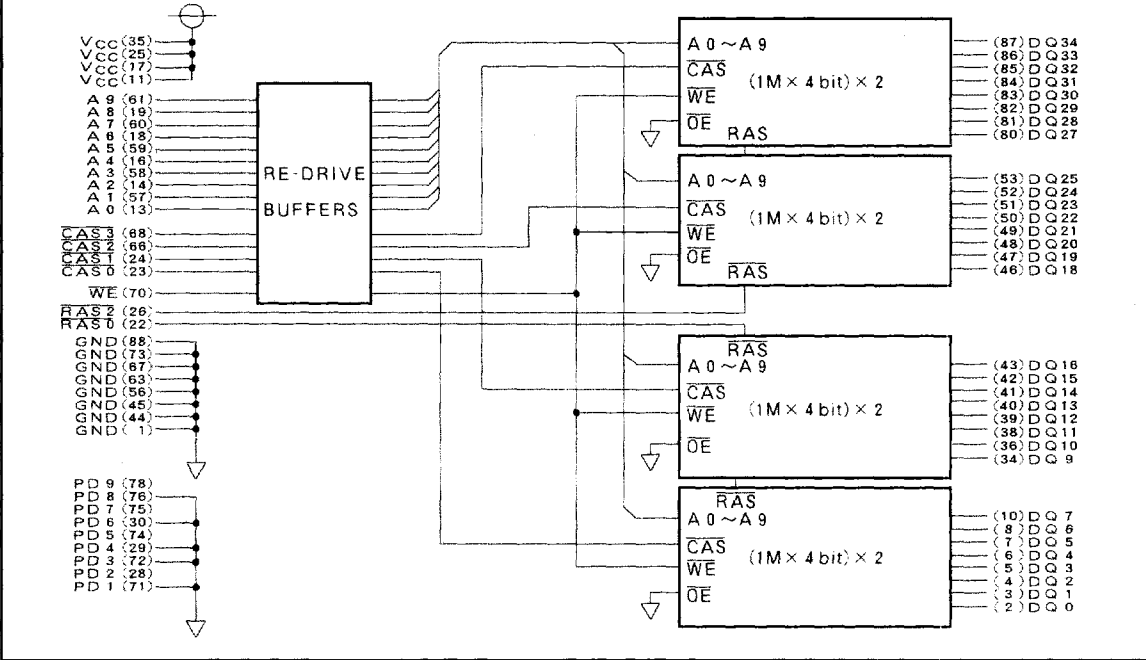 VCC(35)
VCC(25)
VCC(17)
VCC(11)
A 9 (61)
A 8 (19)
A 7 (60)
A 6 (18)
A 5 (59)
A 4 (16)
A 3 (58)
A 2 (14)
A 1 (57)
A 0 (13)
CAS3 (68)
CAS2 (66)
CAS1 (24)
CAS0 (23)
WE (70)
RAS2 (26)
RAS0 (22)
GND(88)
GND(73)
GND(67)
GND(63)
GND(56)
GND(45)
GND(44)
GND( 1)
PD 9 (78)
PD 8 (76)
PD 7 (75)
PD 6 (30)
PD 5 (74)
PD 4 (29)
PD 3 (72)
PD 2 (28)
PD 1 (71)
RE-DRIVE
BUFFERS
A 0 ~ A 9
CAS
(1M × 4 bit) × 2
WE
OE
RAS
(87) DQ 34
(86) DQ 33
(85) DQ 32
(84) DQ 31
(83) DQ 30
(82) DQ 29
(81) DQ 28
(80) DQ 27
A 0 ~ A 9
CAS
(1M × 4 bit) × 2
WE
OE
RAS
(53) DQ 25
(52) DQ 24
(51) DQ 23
(50) DQ 22
(49) DQ 21
(48) DQ 20
(47) DQ 19
(46) DQ 18
RAS
A 0 ~ A 9
CAS
(1M × 4 bit) × 2
WE
OE
(43) DQ 16
(42) DQ 15
(41) DQ 14
(40) DQ 13
(39) DQ 12
(38) DQ 11
(36) DQ 10
(34) DQ 9
RAS
A 0 ~ A 9
CAS
(1M × 4 bit) × 2
WE
OE
(10) DQ 7
( 8 ) DQ 6
( 7 ) DQ 5
( 6 ) DQ 4
( 5 ) DQ 3
( 4 ) DQ 2
( 3 ) DQ 1
( 2 ) DQ 0